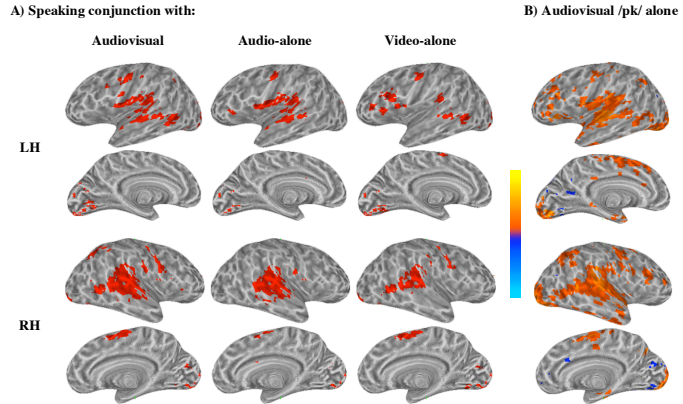 A) Speaking conjunction with:
B) Audiovisual /pk/ alone
Audiovisual
Audio-alone
Video-alone
LH
RH